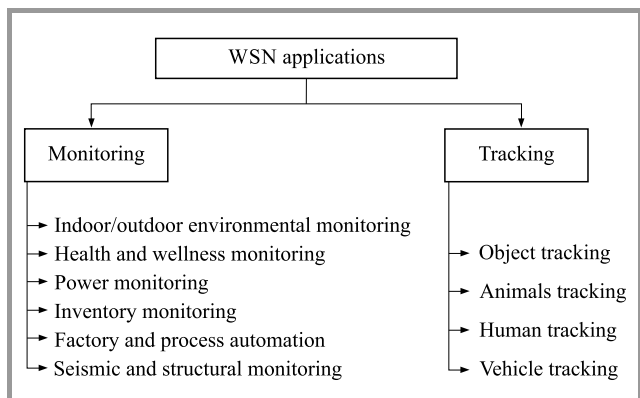 WSN applications
Monitoring
Indoor/outdoor environmental monitoring
Health and wellness monitoring
Power monitoring
Inventory monitoring
Factory and process automation
Seismic and structural monitoring
Tracking
Object tracking
Animals tracking
Human tracking
Vehicle tracking